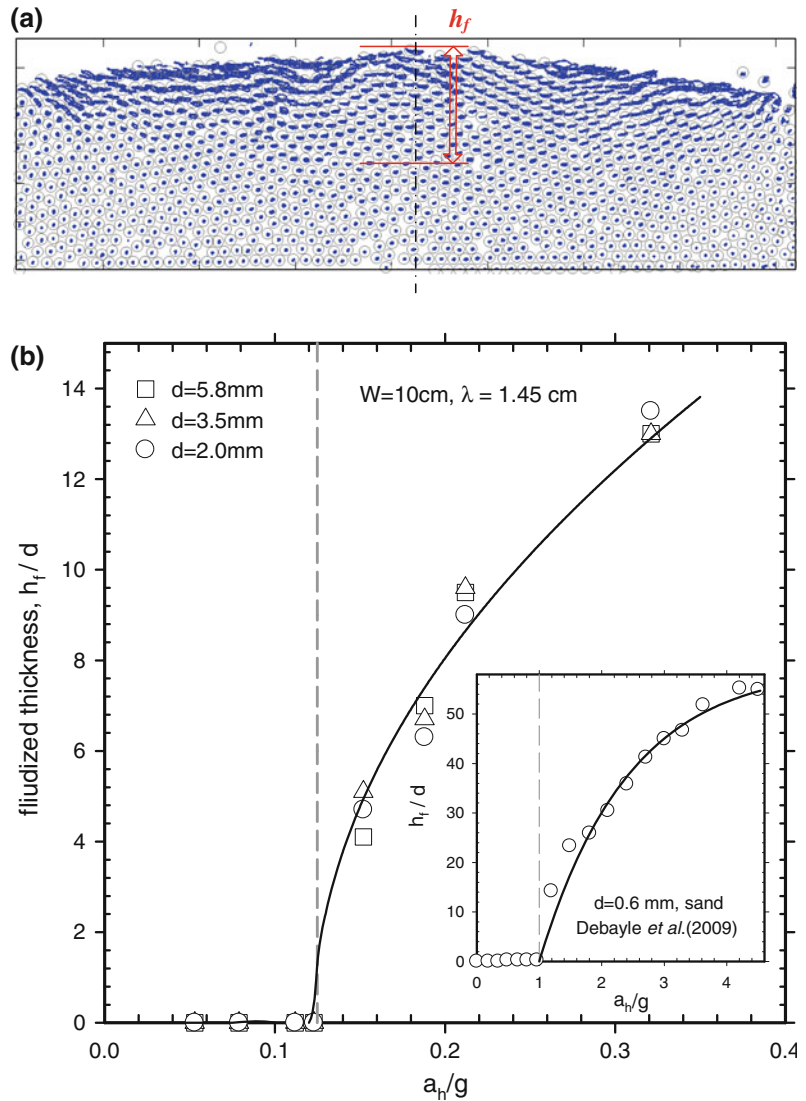 (a)
h_f
(b)
14
12
10
8
6
4
2
0
fliudized thickness, h_f / d
d=5.8mm
d=3.5mm
d=2.0mm
W=10cm, λ = 1.45 cm
50
40
30
20
10
0
h_f / d
d=0.6 mm, sand
Debayle et al.(2009)
0 1 2 3 4
a_h/g
0.0 0.1 0.2 0.3 0.4
a_h/g